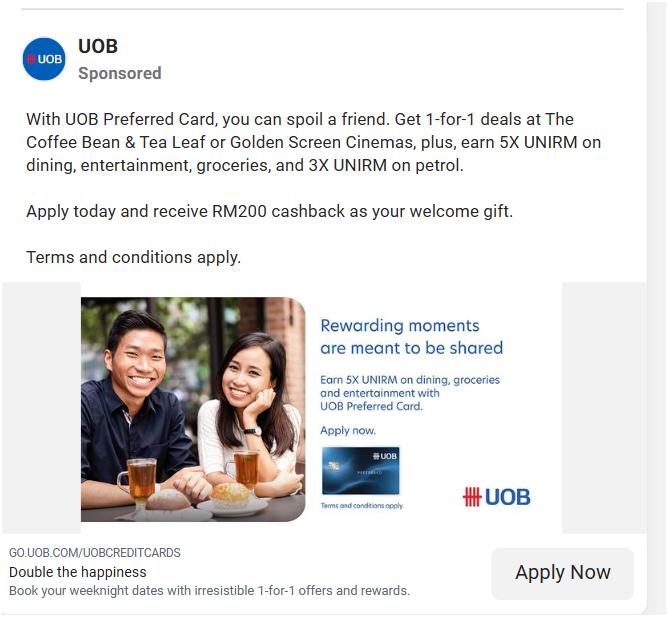 UOB
UOB
Sponsored
With UOB Preferred Card, you can spoil a friend. Get 1-for-1 deals at The
Coffee Bean & Tea Leaf or Golden Screen Cinemas, plus, earn 5X UNIRM on
dining, entertainment, groceries, and 3X UNIRM on petrol.
Apply today and receive RM200 cashback as your welcome gift.
Terms and conditions apply.
Rewarding moments
are meant to be shared
Earn 5X UNIRM on dining, groceries
and entertainment with
UOB Preferred Card.
Apply now.
UOB
PREFERRED
Terms and conditions apply.
UOB
GO.UOB.COM/UOBCREDITCARDS
Double the happiness
Book your weeknight dates with irresistible 1-for-1 offers and rewards.
Apply Now